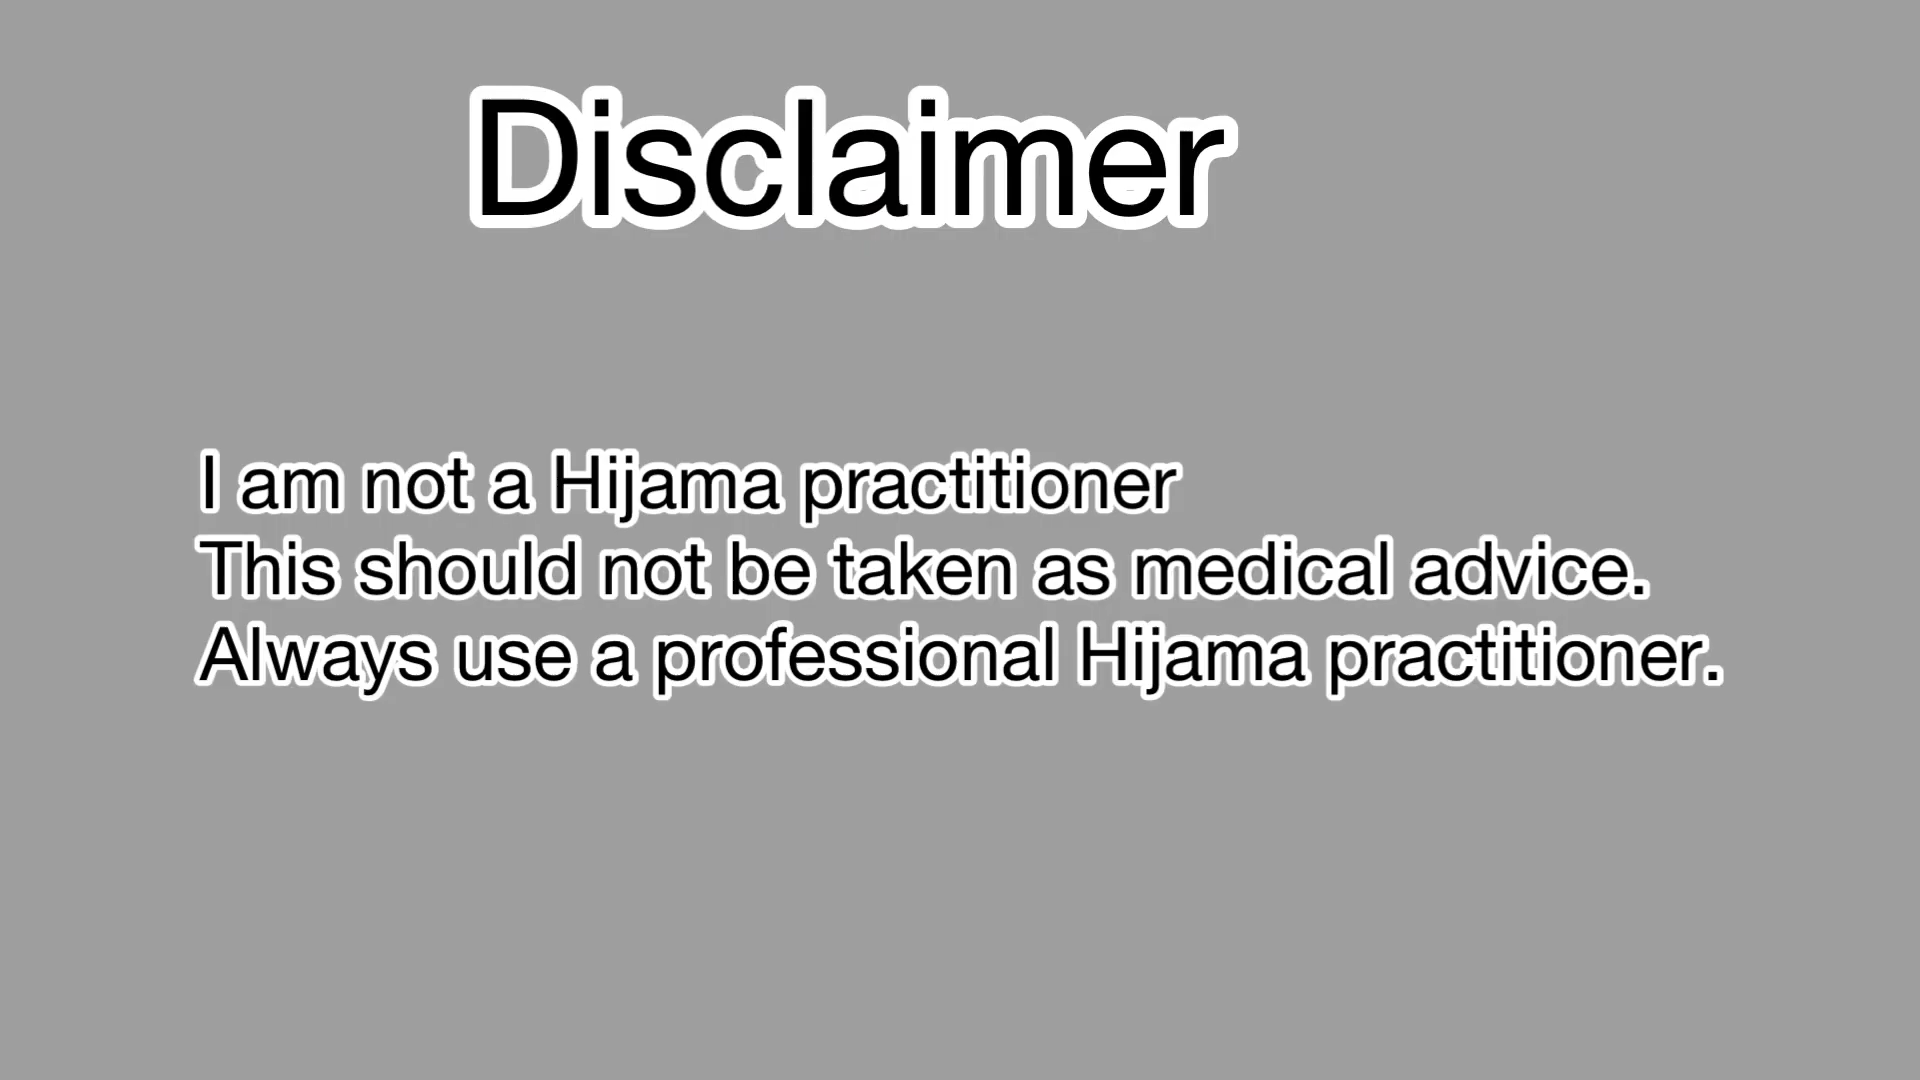 Disclaimer
I am not a Hijama practitioner
This should not be taken as medical advice.
Always use a professional Hijama practitioner.